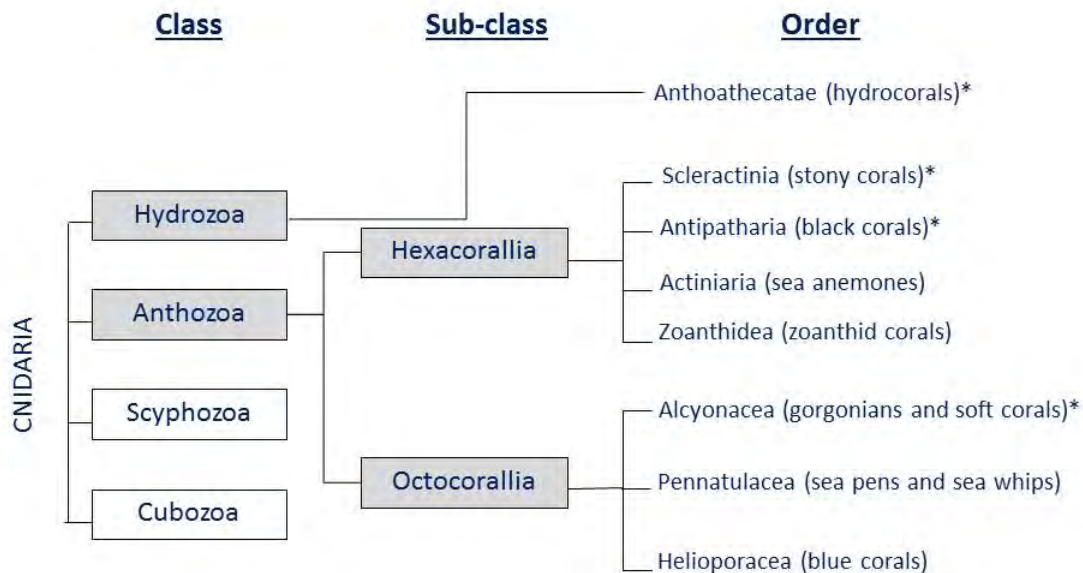 Class
Sub-class
Order
Anthoathecatae (hydrocorals)*
Scleractinia (stony corals)*
Hydrozoa
Antipatharia (black corals)*
Hexacorallia
Actiniaria (sea anemones)
Anthozoa
Zoanthidea (zoanthid corals)
CNIDARIA
Scyphozoa
Alcyonacea (gorgonians and soft corals)*
Octocorallia
Pennatulacea (sea pens and sea whips)
Cubozoa
Helioporacea (blue corals)